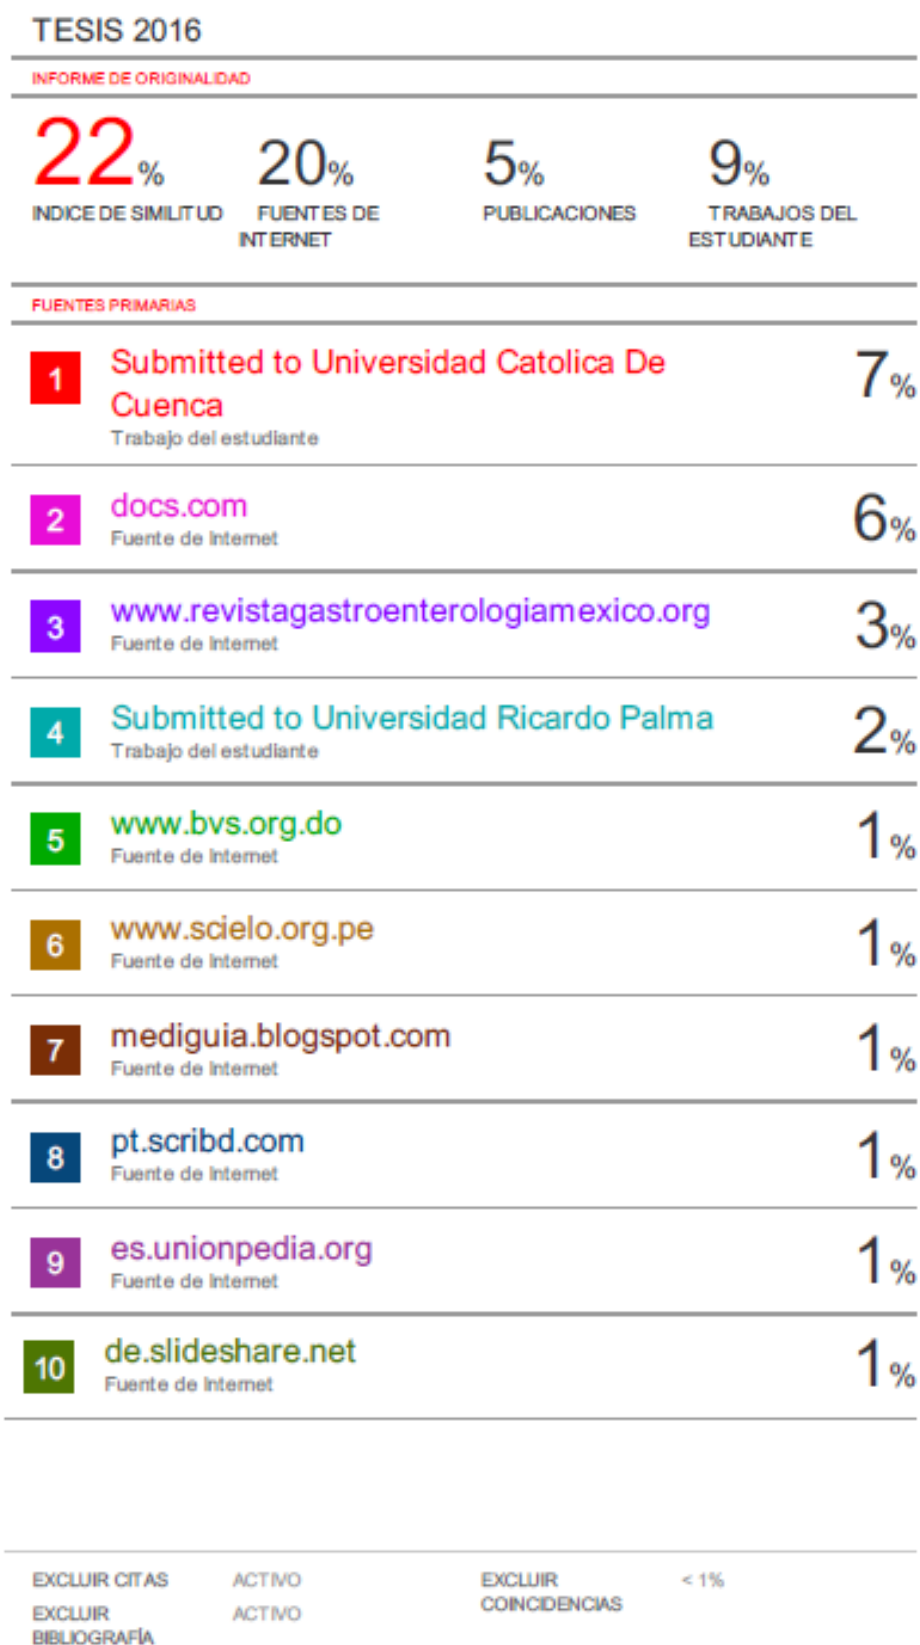 TESIS 2016
INFORME DE ORIGINALIDAD
22% 20% 5% 9%
INDICE DE SIMILITUD FUENTES DE PUBLICACIONES TRABAJOS DEL
INTERNET ESTUDIANTE
FUENTES PRIMARIAS
1 Submitted to Universidad Catolica De 7%
Cuenca
Trabajo del estudiante
2 docs.com 6%
Fuente de Internet
3 www.revistagastroenterologiamexico.org 3%
Fuente de Internet
4 Submitted to Universidad Ricardo Palma 2%
Trabajo del estudiante
5 www.bvs.org.do 1%
Fuente de Internet
6 www.scielo.org.pe 1%
Fuente de Internet
7 mediguia.blogspot.com 1%
Fuente de Internet
8 pt.scribd.com 1%
Fuente de Internet
9 es.unionpedia.org 1%
Fuente de Internet
10 de.slideshare.net 1%
Fuente de Internet
EXCLUIR CITAS ACTIVO EXCLUIR < 1%
COINCIDENCIAS
EXCLUIR ACTIVO
BIBLIOGRAFÍA